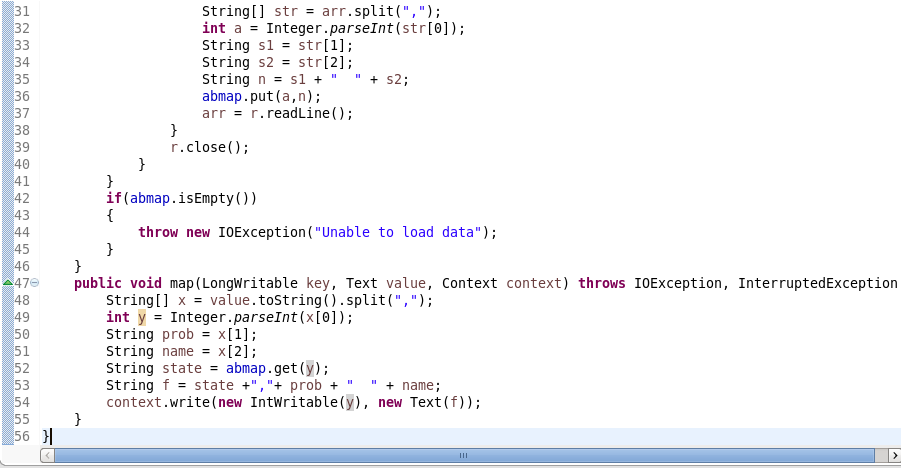 31                    String[] str = arr.split(",");
32                    int a = Integer.parseInt(str[0]);
33                    String s1 = str[1];
34                    String s2 = str[2];
35                    String n = s1 + "  " + s2;
36                    abmap.put(a,n);
37                    arr = r.readLine();
38                }
39                r.close();
40            }
41        }
42        if(abmap.isEmpty())
43        {
44            throw new IOException("Unable to load data");
45        }
46    }
47    public void map(LongWritable key, Text value, Context context) throws IOException, InterruptedException
48        String[] x = value.toString().split(",");
49        int y = Integer.parseInt(x[0]);
50        String prob = x[1];
51        String name = x[2];
52        String state = abmap.get(y);
53        String f = state +","+ prob + "  " + name;
54        context.write(new IntWritable(y), new Text(f));
55    }
56 }